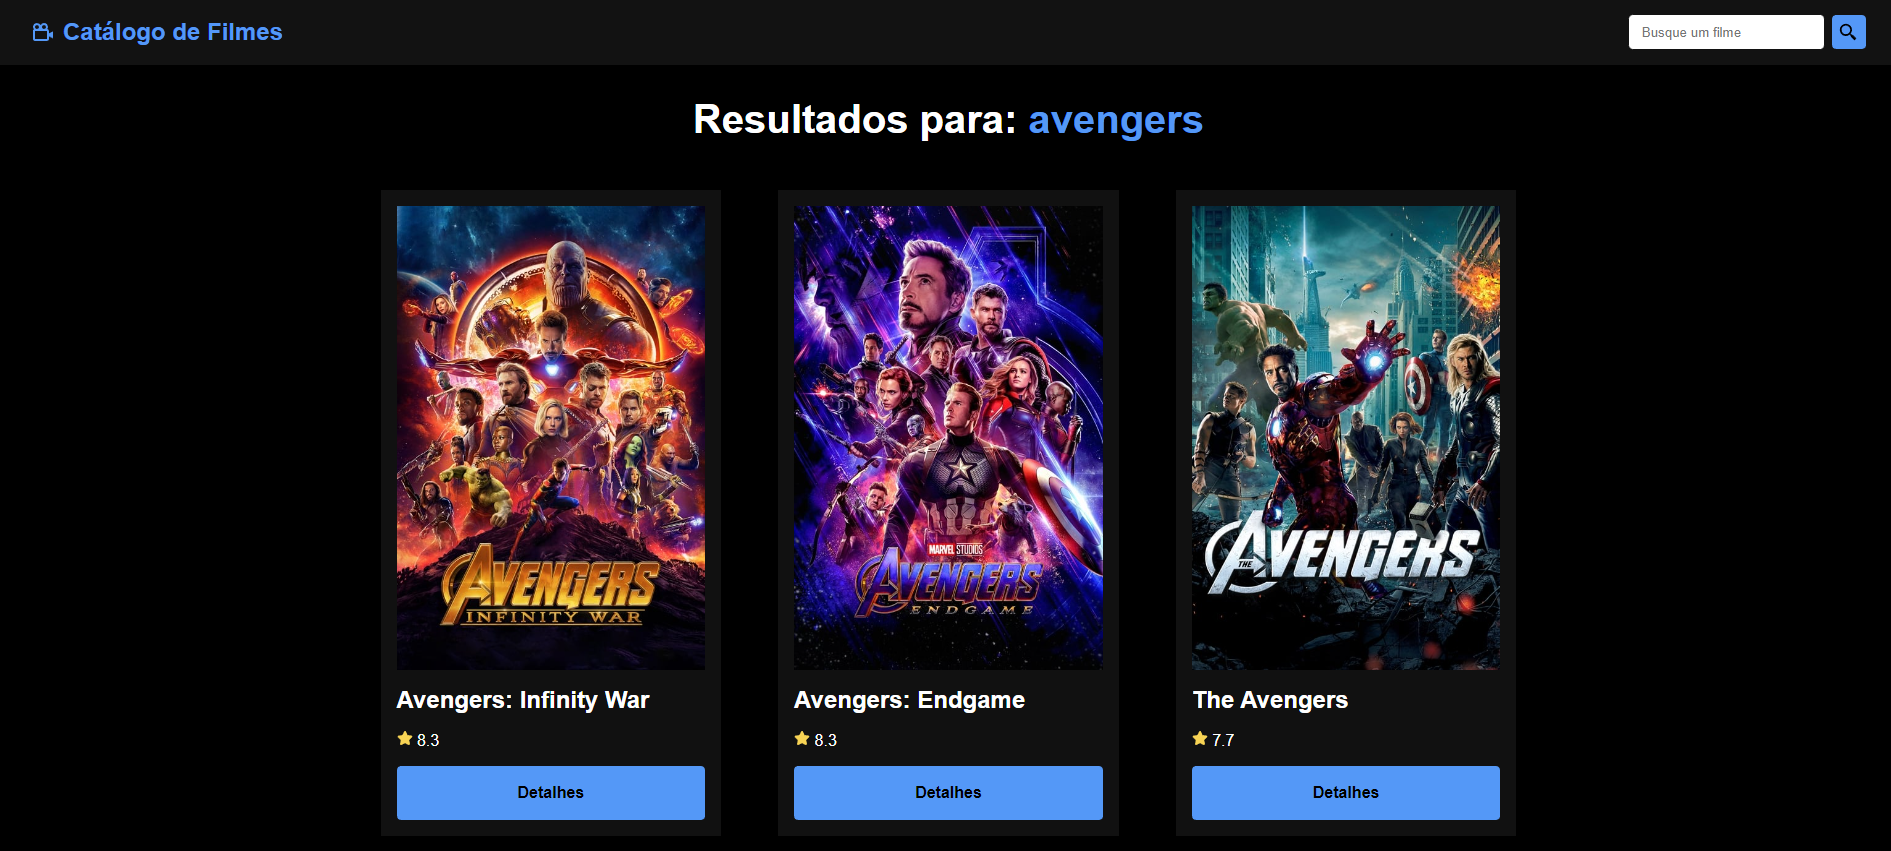 Catálogo de Filmes
Busque um filme
Resultados para: avengers
AVENGERS
INFINITY WAR
MARVEL STUDIOS
AVENGERS
ENDGAME
THE AVENGERS
Avengers: Infinity War
Avengers: Endgame
The Avengers
8.3
8.3
7.7
Detalhes
Detalhes
Detalhes